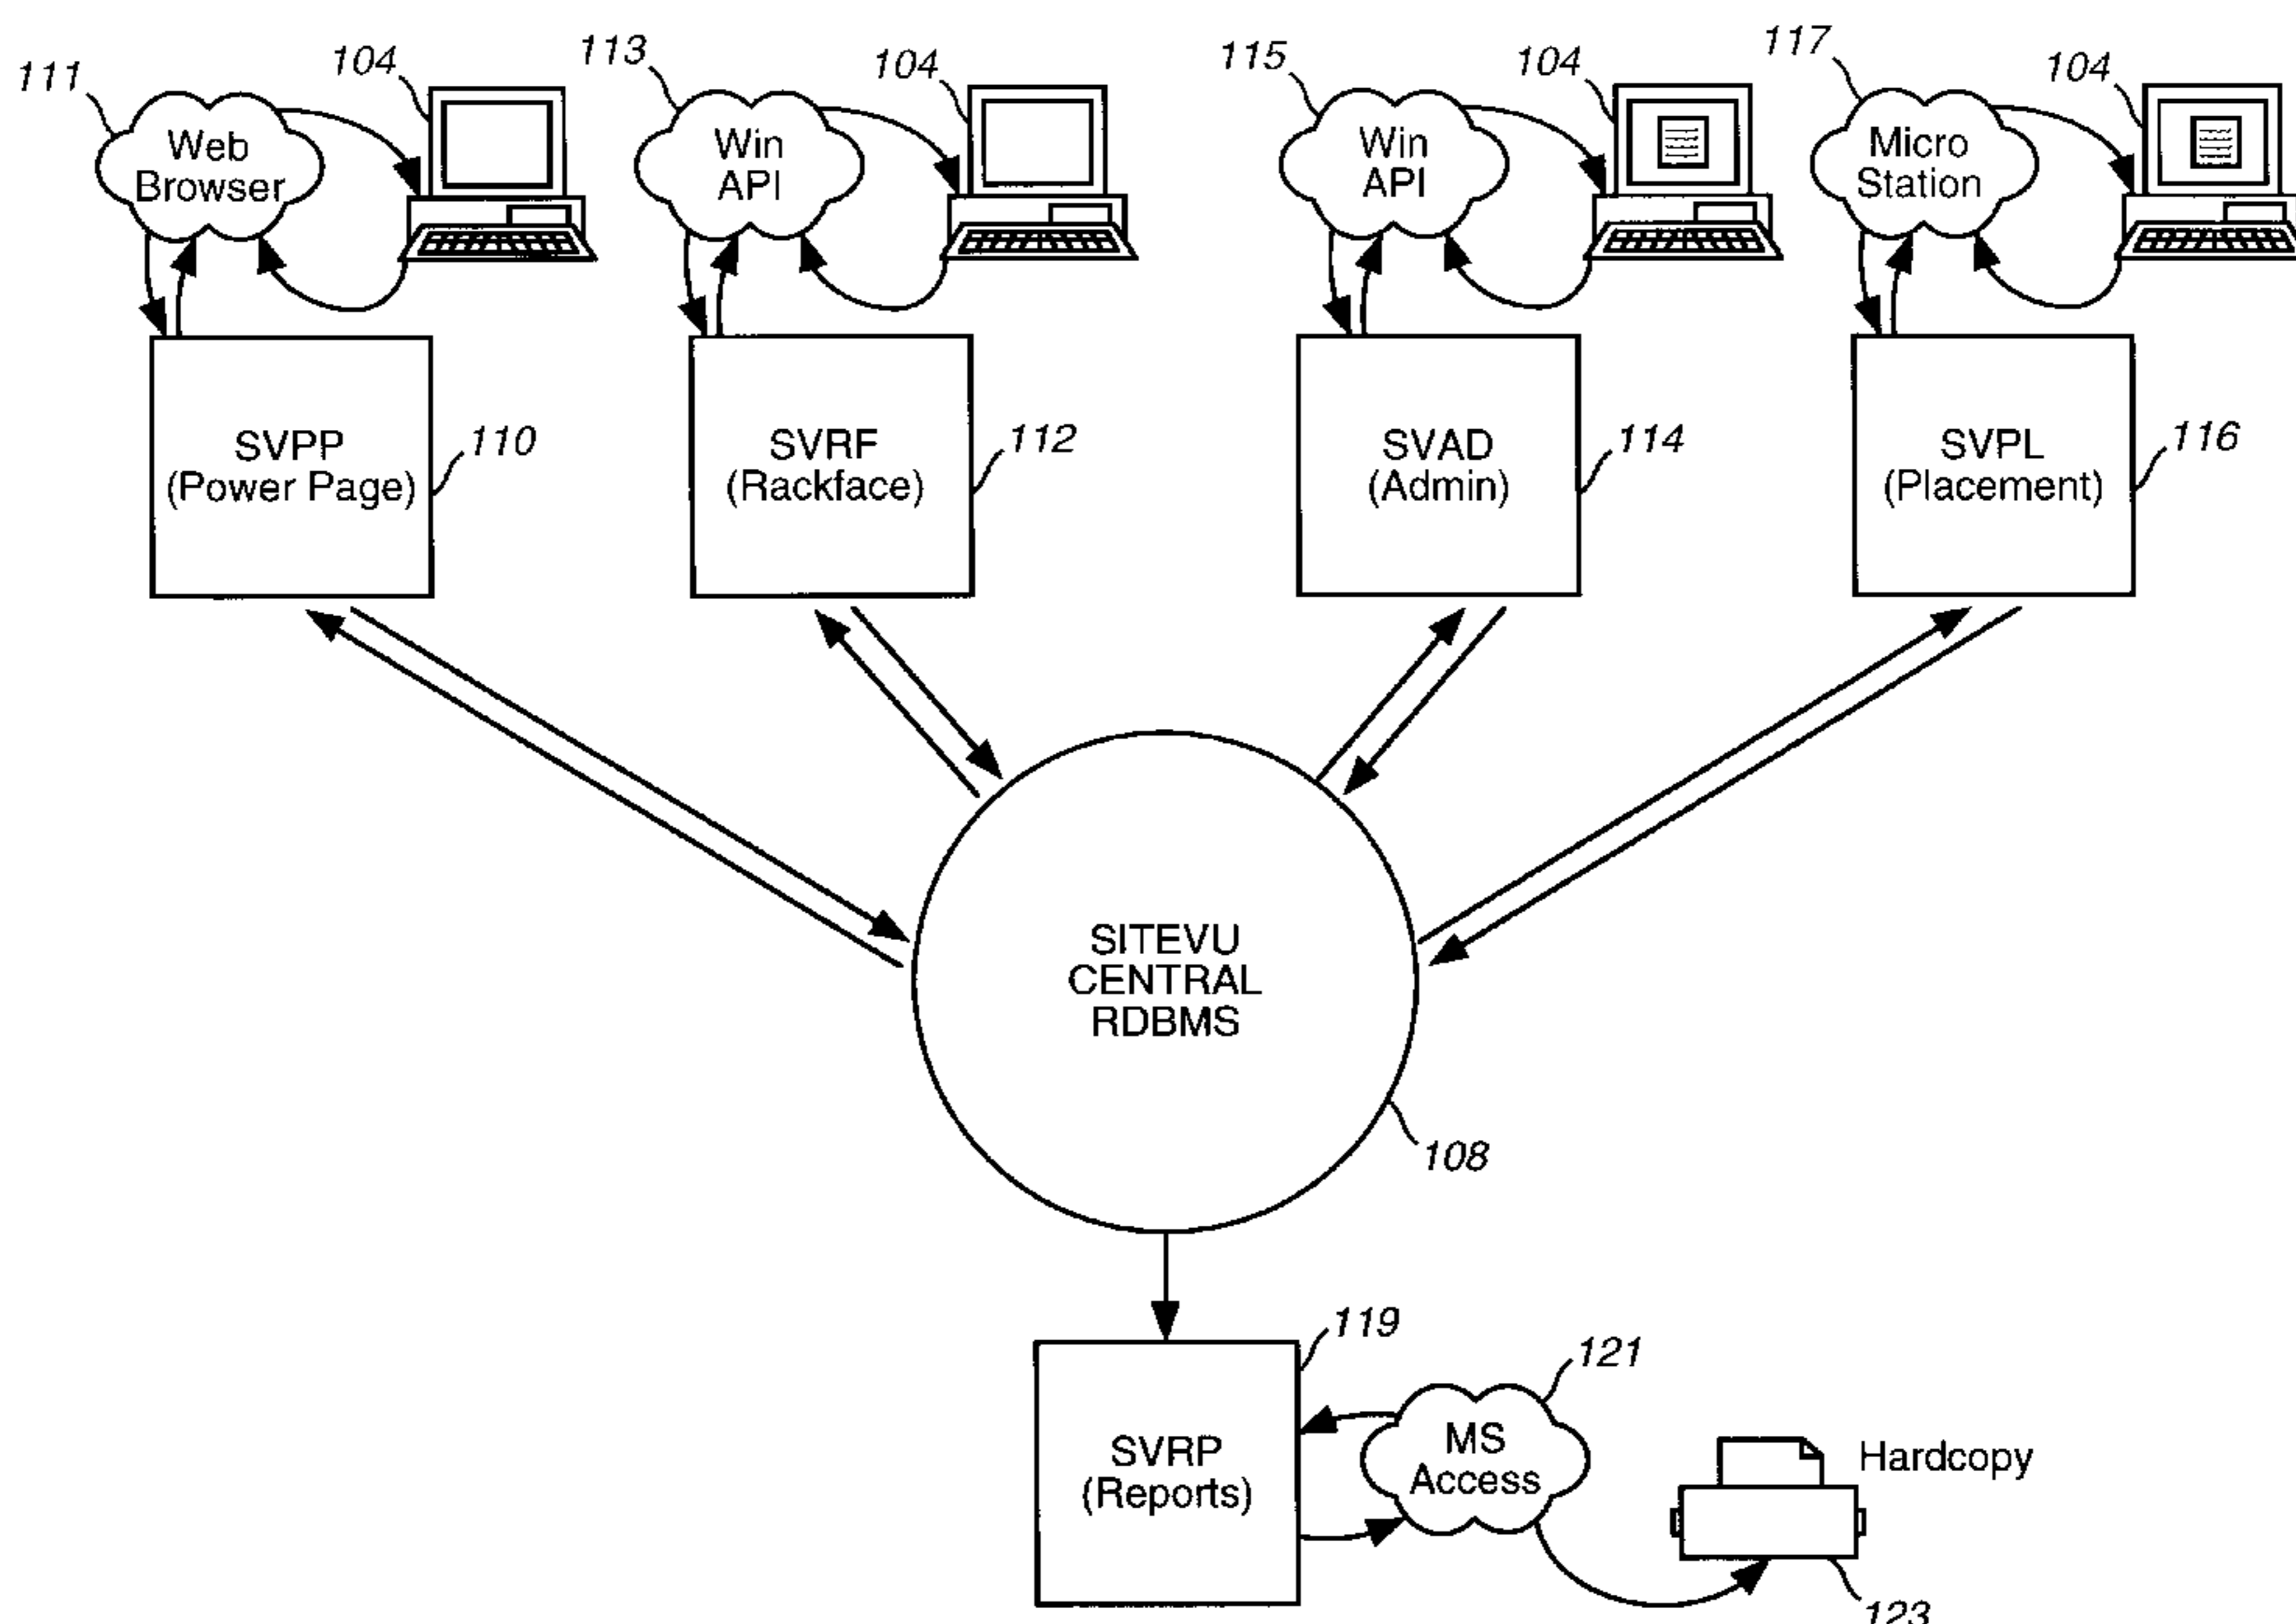 111
104
113
104
115
104
117
104
Web
Browser
Win
API
Win
API
Micro
Station
SVPP
(Power Page)
110
SVRF
(Rackface)
112
SVAD
(Admin)
114
SVPL
(Placement)
116
SITEVU
CENTRAL
RDBMS
108
119
SVRP
(Reports)
121
MS
Access
Hardcopy
123